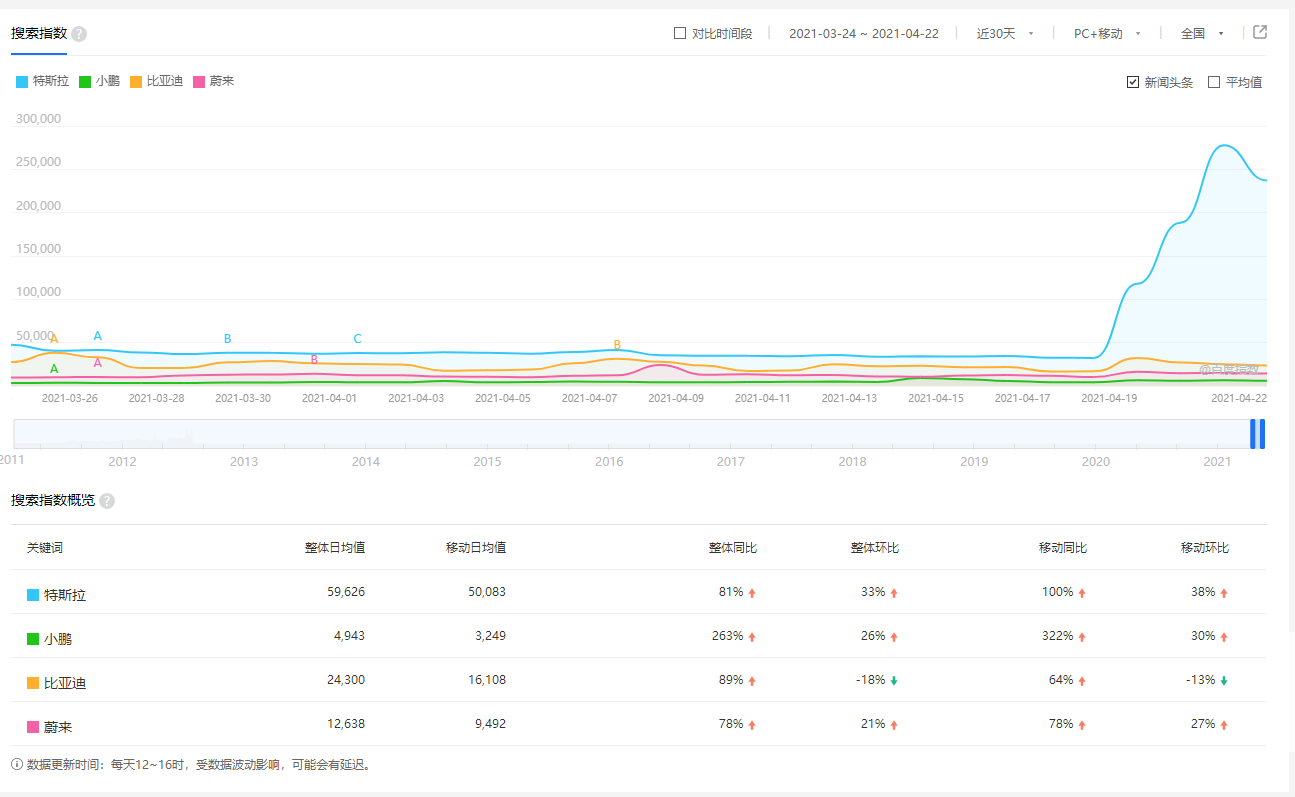 搜索指数 ?
对比时间段 2021-03-24 ~ 2021-04-22 近30天 PC+移动 全国
特斯拉 小鹏 比亚迪 蔚来
新闻头条 平均值
300,000
250,000
200,000
150,000
100,000
50,000
A A B C
A B B
A
@百度指数
2021-03-26 2021-03-28 2021-03-30 2021-04-01 2021-04-03 2021-04-05 2021-04-07 2021-04-09 2021-04-11 2021-04-13 2021-04-15 2021-04-17 2021-04-19 2021-04-22
2011 2012 2013 2014 2015 2016 2017 2018 2019 2020 2021
搜索指数概览 ?
关键词 整体日均值 移动日均值 整体同比 整体环比 移动同比 移动环比
特斯拉 59,626 50,083 81% 33% 100% 38%
小鹏 4,943 3,249 263% 26% 322% 30%
比亚迪 24,300 16,108 89% -18% 64% -13%
蔚来 12,638 9,492 78% 21% 78% 27%
数据更新时间：每天12~16时，受数据波动影响，可能会有延迟。